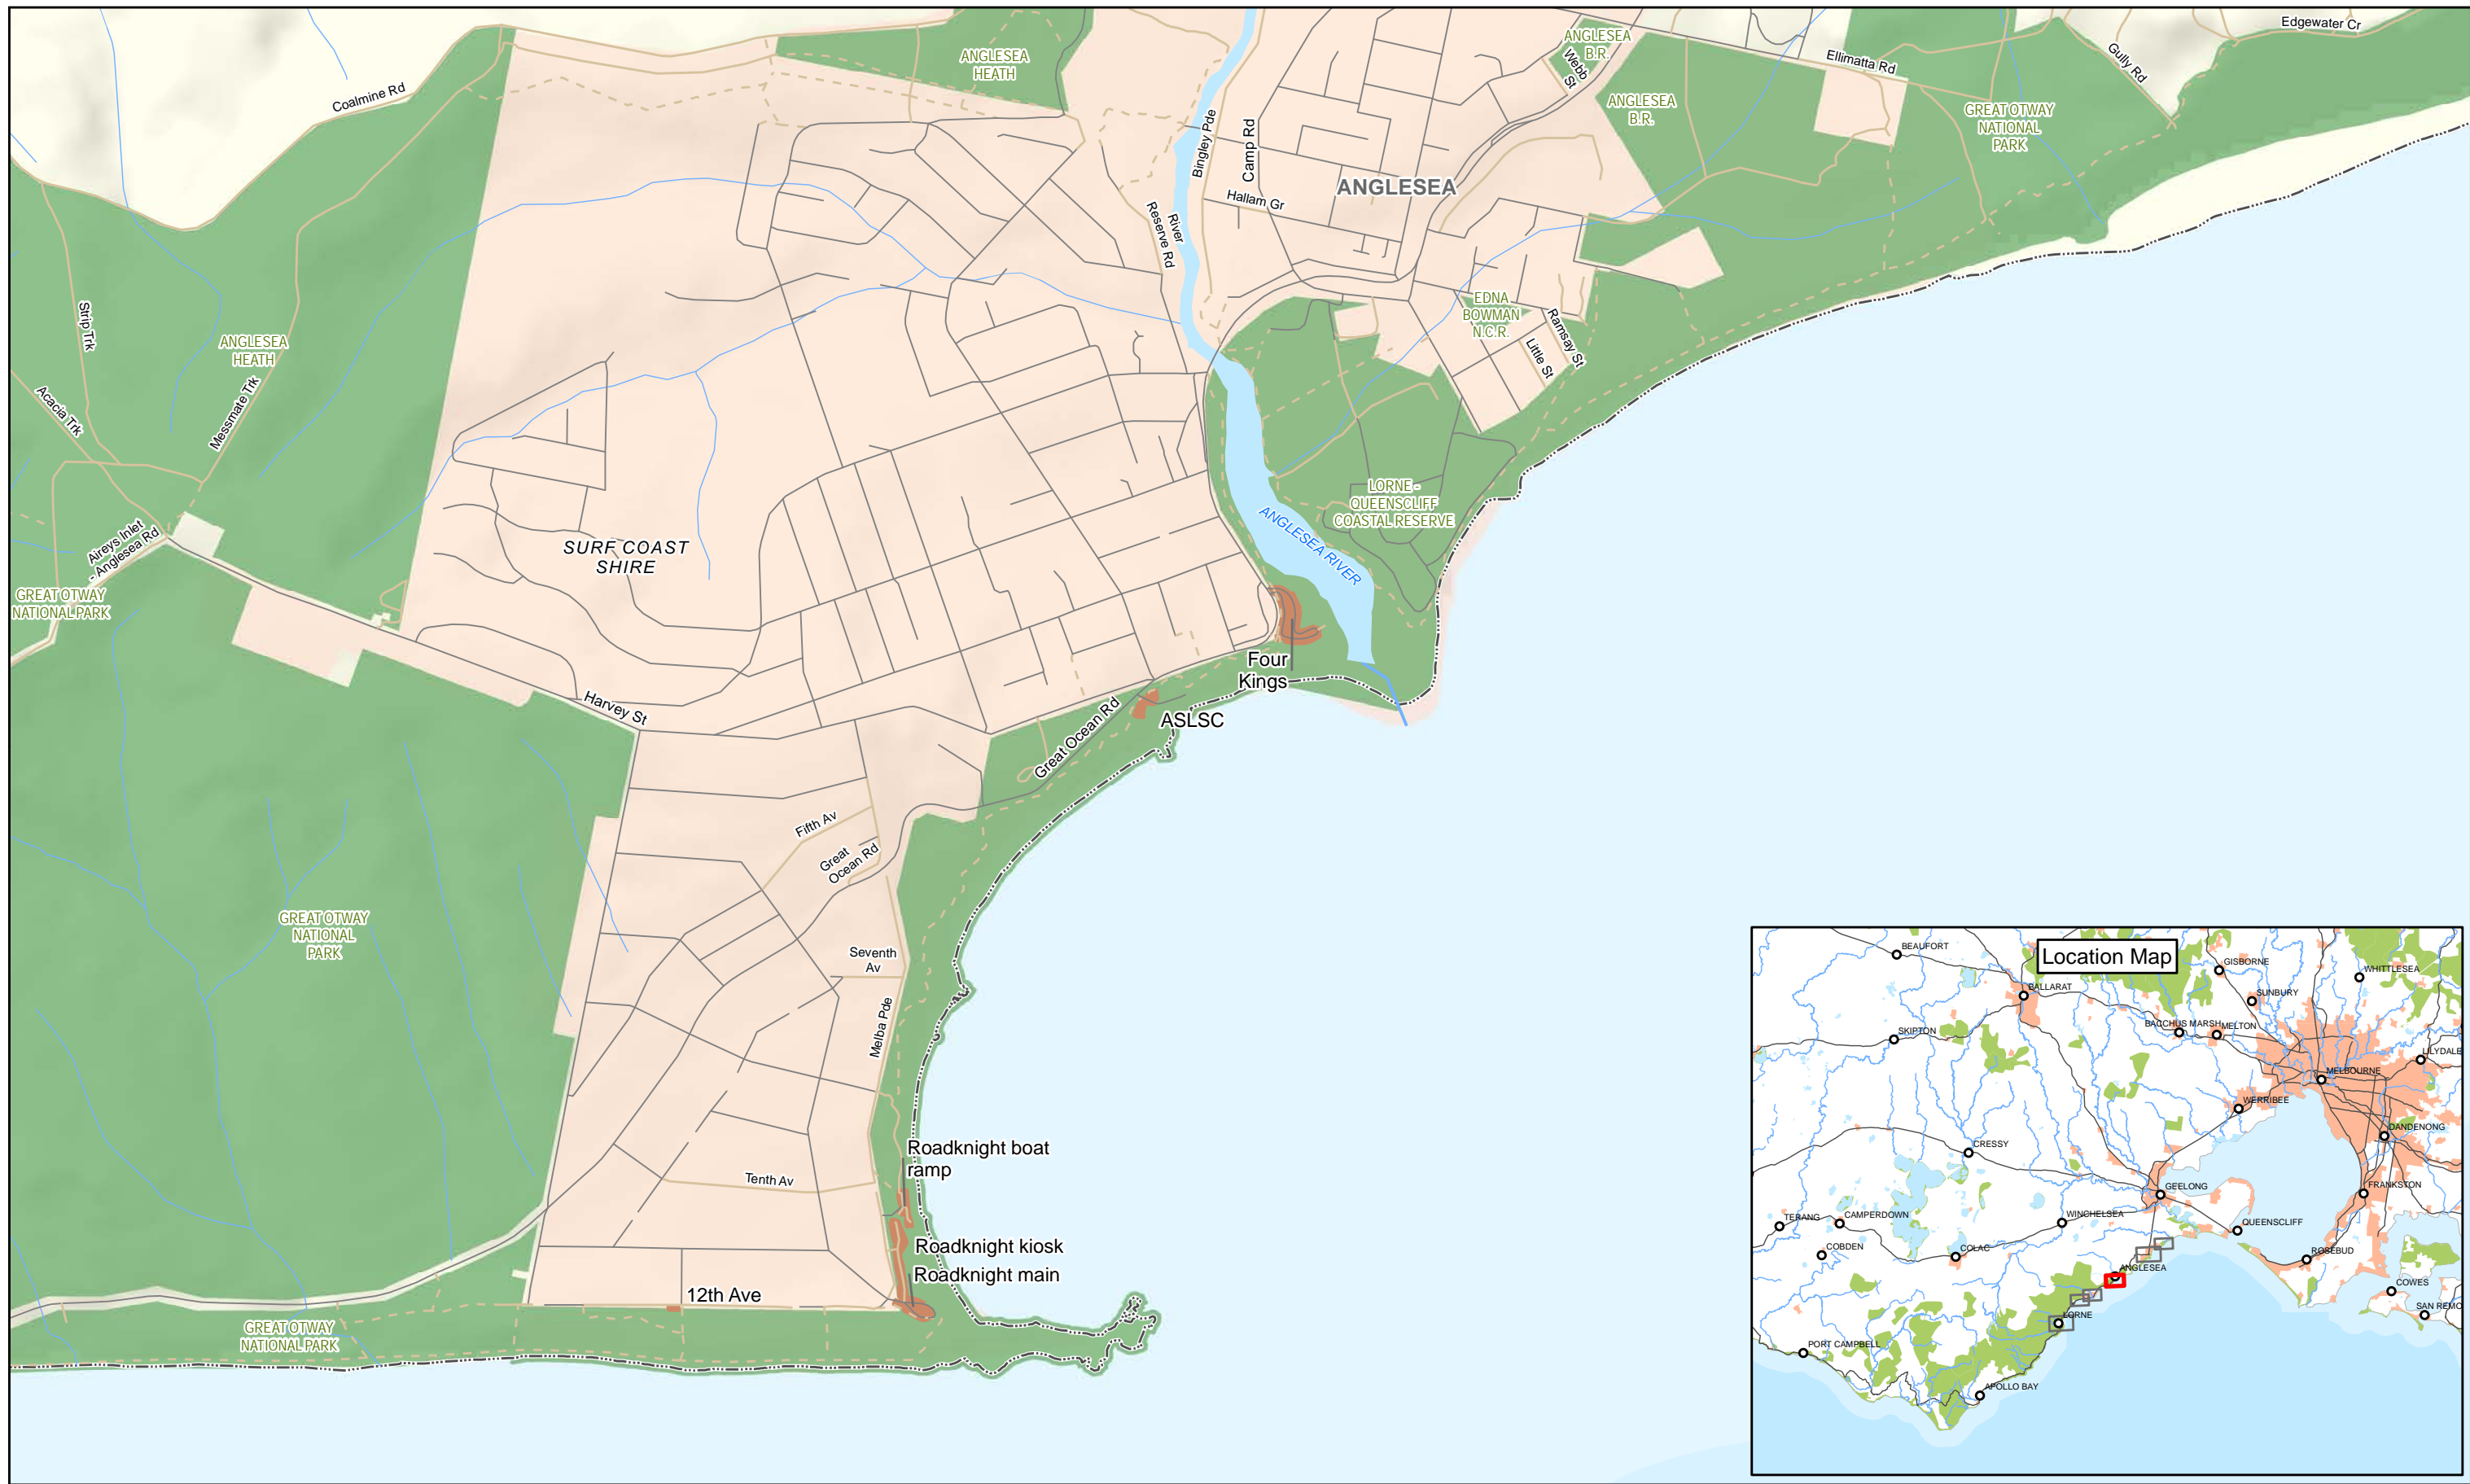 Edgewater Cr
Gully Rd
Ellimatta Rd
ANGLESEA
B.R.
Webb
St
ANGLESEA
HEATH
Coalmine Rd
ANGLESEA
B.R.
GREAT OTWAY
NATIONAL
PARK
Bingley Pde
Camp Rd
ANGLESEA
Hallam Gr
River
Reserve Rd
Strip Trk
ANGLESEA
HEATH
EDNA
BOWMAN
N.C.R.
Ramsay St
Little St
Acacia Trk
Messmate Trk
LORNE -
QUEENSCLIFF
COASTAL RESERVE
ANGLESEA RIVER
Aireys Inlet
- Anglesea Rd
SURF COAST
SHIRE
GREAT OTWAY
NATIONAL PARK
Four
Kings
Harvey St
ASLSC
Great Ocean Rd
Fifth Av
Great
Ocean Rd
GREAT OTWAY
NATIONAL
PARK
Seventh
Av
Melba Pde
Roadknight boat
ramp
Tenth Av
Roadknight kiosk
Roadknight main
12th Ave
GREAT OTWAY
NATIONAL PARK
Location Map
BEAUFORT
GISBORNE
WHITTLESEA
BALLARAT
SUNBURY
SKIPTON
BACCHUS MARSH
MELTON
LILYDALE
MELBOURNE
WERRIBEE
DANDENONG
CRESSY
GEELONG
FRANKSTON
TERANG
CAMPERDOWN
WINCHELSEA
QUEENSCLIFF
COBDEN
COLAC
ROSEBUD
ANGLESEA
COWES
SAN REMO
LORNE
PORT CAMPBELL
APOLLO BAY